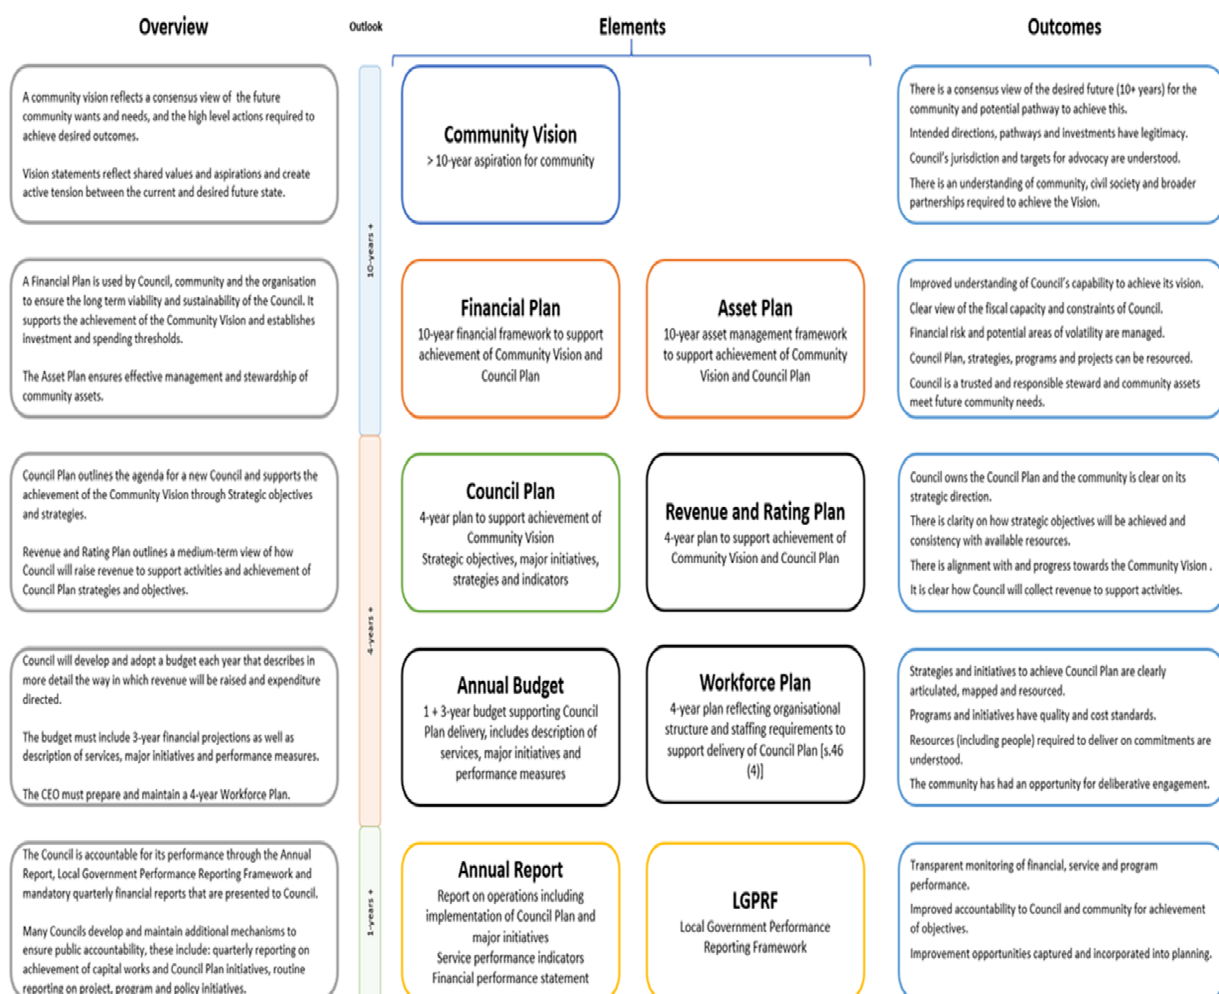 Overview
Outlook
Elements
Outcomes
A community vision reflects a consensus view of the future
community wants and needs, and the high level actions required to
achieve desired outcomes.
Vision statements reflect shared values and aspirations and create
active tension between the current and desired future state.
10-years +
Community Vision
> 10-year aspiration for community
There is a consensus view of the desired future (10+ years) for the
community and potential pathway to achieve this.
Intended directions, pathways and investments have legitimacy.
Council's jurisdiction and targets for advocacy are understood.
There is an understanding of community, civil society and broader
partnerships required to achieve the Vision.
A Financial Plan is used by Council, community and the organisation
to ensure the long term viability and sustainability of the Council. It
supports the achievement of the Community Vision and establishes
investment and spending thresholds.
The Asset Plan ensures effective management and stewardship of
community assets.
Financial Plan
10-year financial framework to support
achievement of Community Vision and
Council Plan
Asset Plan
10-year asset management framework
to support achievement of Community
Vision and Council Plan
Improved understanding of Council's capability to achieve its vision.
Clear view of the fiscal capacity and constraints of Council.
Financial risk and potential areas of volatility are managed.
Council Plan, strategies, programs and projects can be resourced.
Council is a trusted and responsible steward and community assets
meet future community needs.
Council Plan outlines the agenda for a new Council and supports the
achievement of the Community Vision through Strategic objectives
and strategies.
Revenue and Rating Plan outlines a medium-term view of how
Council will raise revenue to support activities and achievement of
Council Plan strategies and objectives.
4-years +
Council Plan
4-year plan to support achievement of
Community Vision
Strategic objectives, major initiatives,
strategies and indicators
Revenue and Rating Plan
4-year plan to support achievement of
Community Vision and Council Plan
Council owns the Council Plan and the community is clear on its
strategic direction.
There is clarity on how strategic objectives will be achieved and
consistency with available resources.
There is alignment with and progress towards the Community Vision .
It is clear how Council will collect revenue to support activities.
Council will develop and adopt a budget each year that describes in
more detail the way in which revenue will be raised and expenditure
directed.
The budget must include 3-year financial projections as well as
description of services, major initiatives and performance measures.
The CEO must prepare and maintain a 4-year Workforce Plan.
Annual Budget
1 + 3-year budget supporting Council
Plan delivery, includes description of
services, major initiatives and
performance measures
Workforce Plan
4-year plan reflecting organisational
structure and staffing requirements to
support delivery of Council Plan [s.46
(4)]
Strategies and initiatives to achieve Council Plan are clearly
articulated, mapped and resourced.
Programs and initiatives have quality and cost standards.
Resources (including people) required to deliver on commitments are
understood.
The community has had an opportunity for deliberative engagement.
The Council is accountable for its performance through the Annual
Report, Local Government Performance Reporting Framework and
mandatory quarterly financial reports that are presented to Council.
Many Councils develop and maintain additional mechanisms to
ensure public accountability, these include: quarterly reporting on
achievement of capital works and Council Plan initiatives, routine
reporting on project, program and policy initiatives.
1-years +
Annual Report
Report on operations including
implementation of Council Plan and
major initiatives
Service performance indicators
Financial performance statement
LGPRF
Local Government Performance
Reporting Framework
Transparent monitoring of financial, service and program
performance.
Improved accountability to Council and community for achievement
of objectives.
Improvement opportunities captured and incorporated into planning.